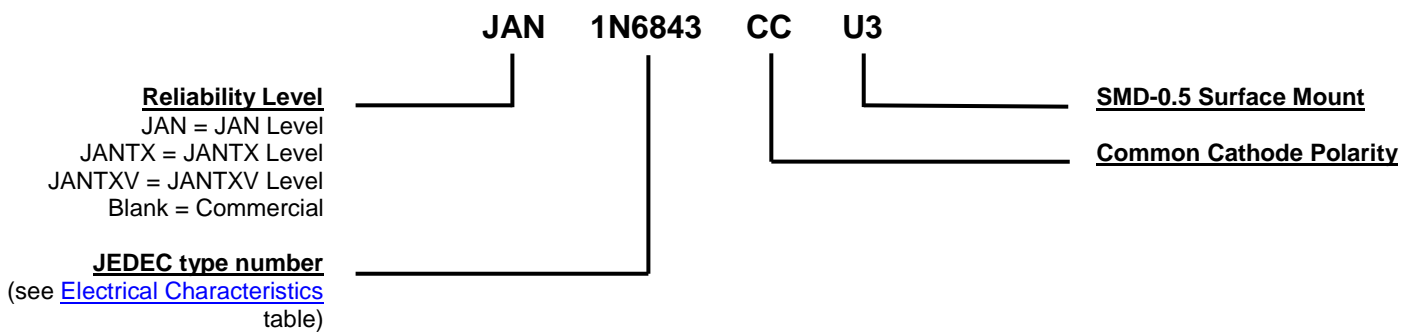 JAN 1N6843 CC U3
Reliability Level
JAN = JAN Level
JANTX = JANTX Level
JANTXV = JANTXV Level
Blank = Commercial
JEDEC type number
(see Electrical Characteristics
table)
SMD-0.5 Surface Mount
Common Cathode Polarity